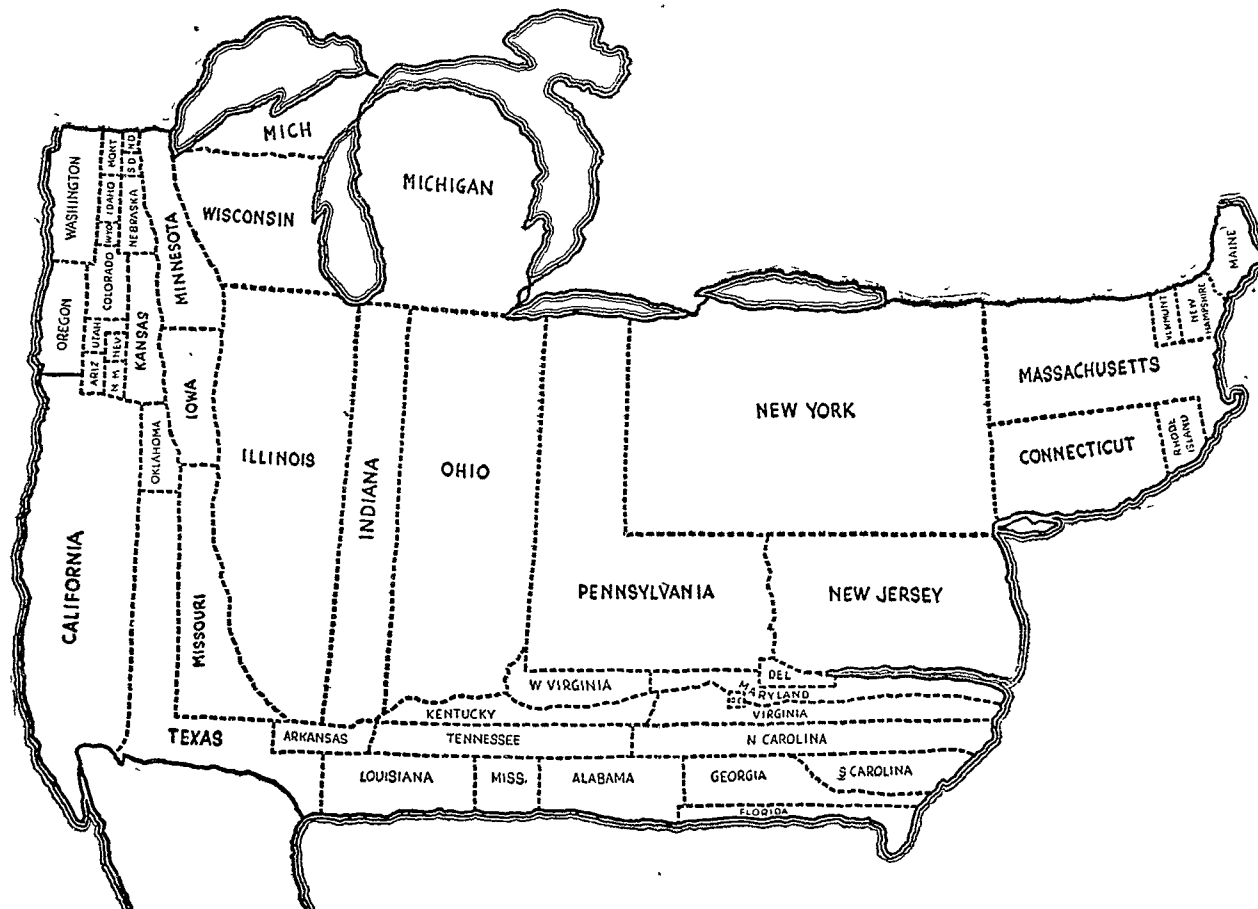 MICH
MICHIGAN
WISCONSIN
WASHINGTON
MONT
N D
S D
IDAHO
WYO
NEBRASKA
MINNESOTA
MAINE
OREGON
COLORADO
UTAH
NEV
KANSAS
ARIZ
N M
VERMONT
NEW
HAMPSHIRE
MASSACHUSETTS
IOWA
NEW YORK
OKLAHOMA
ILLINOIS
INDIANA
OHIO
CONNECTICUT
RHODE
ISLAND
CALIFORNIA
MISSOURI
PENNSYLVANIA
NEW JERSEY
W VIRGINIA
DEL
MARYLAND
KENTUCKY
VIRGINIA
TEXAS
ARKANSAS
TENNESSEE
N CAROLINA
LOUISIANA
MISS.
ALABAMA
GEORGIA
S CAROLINA
FLORIDA